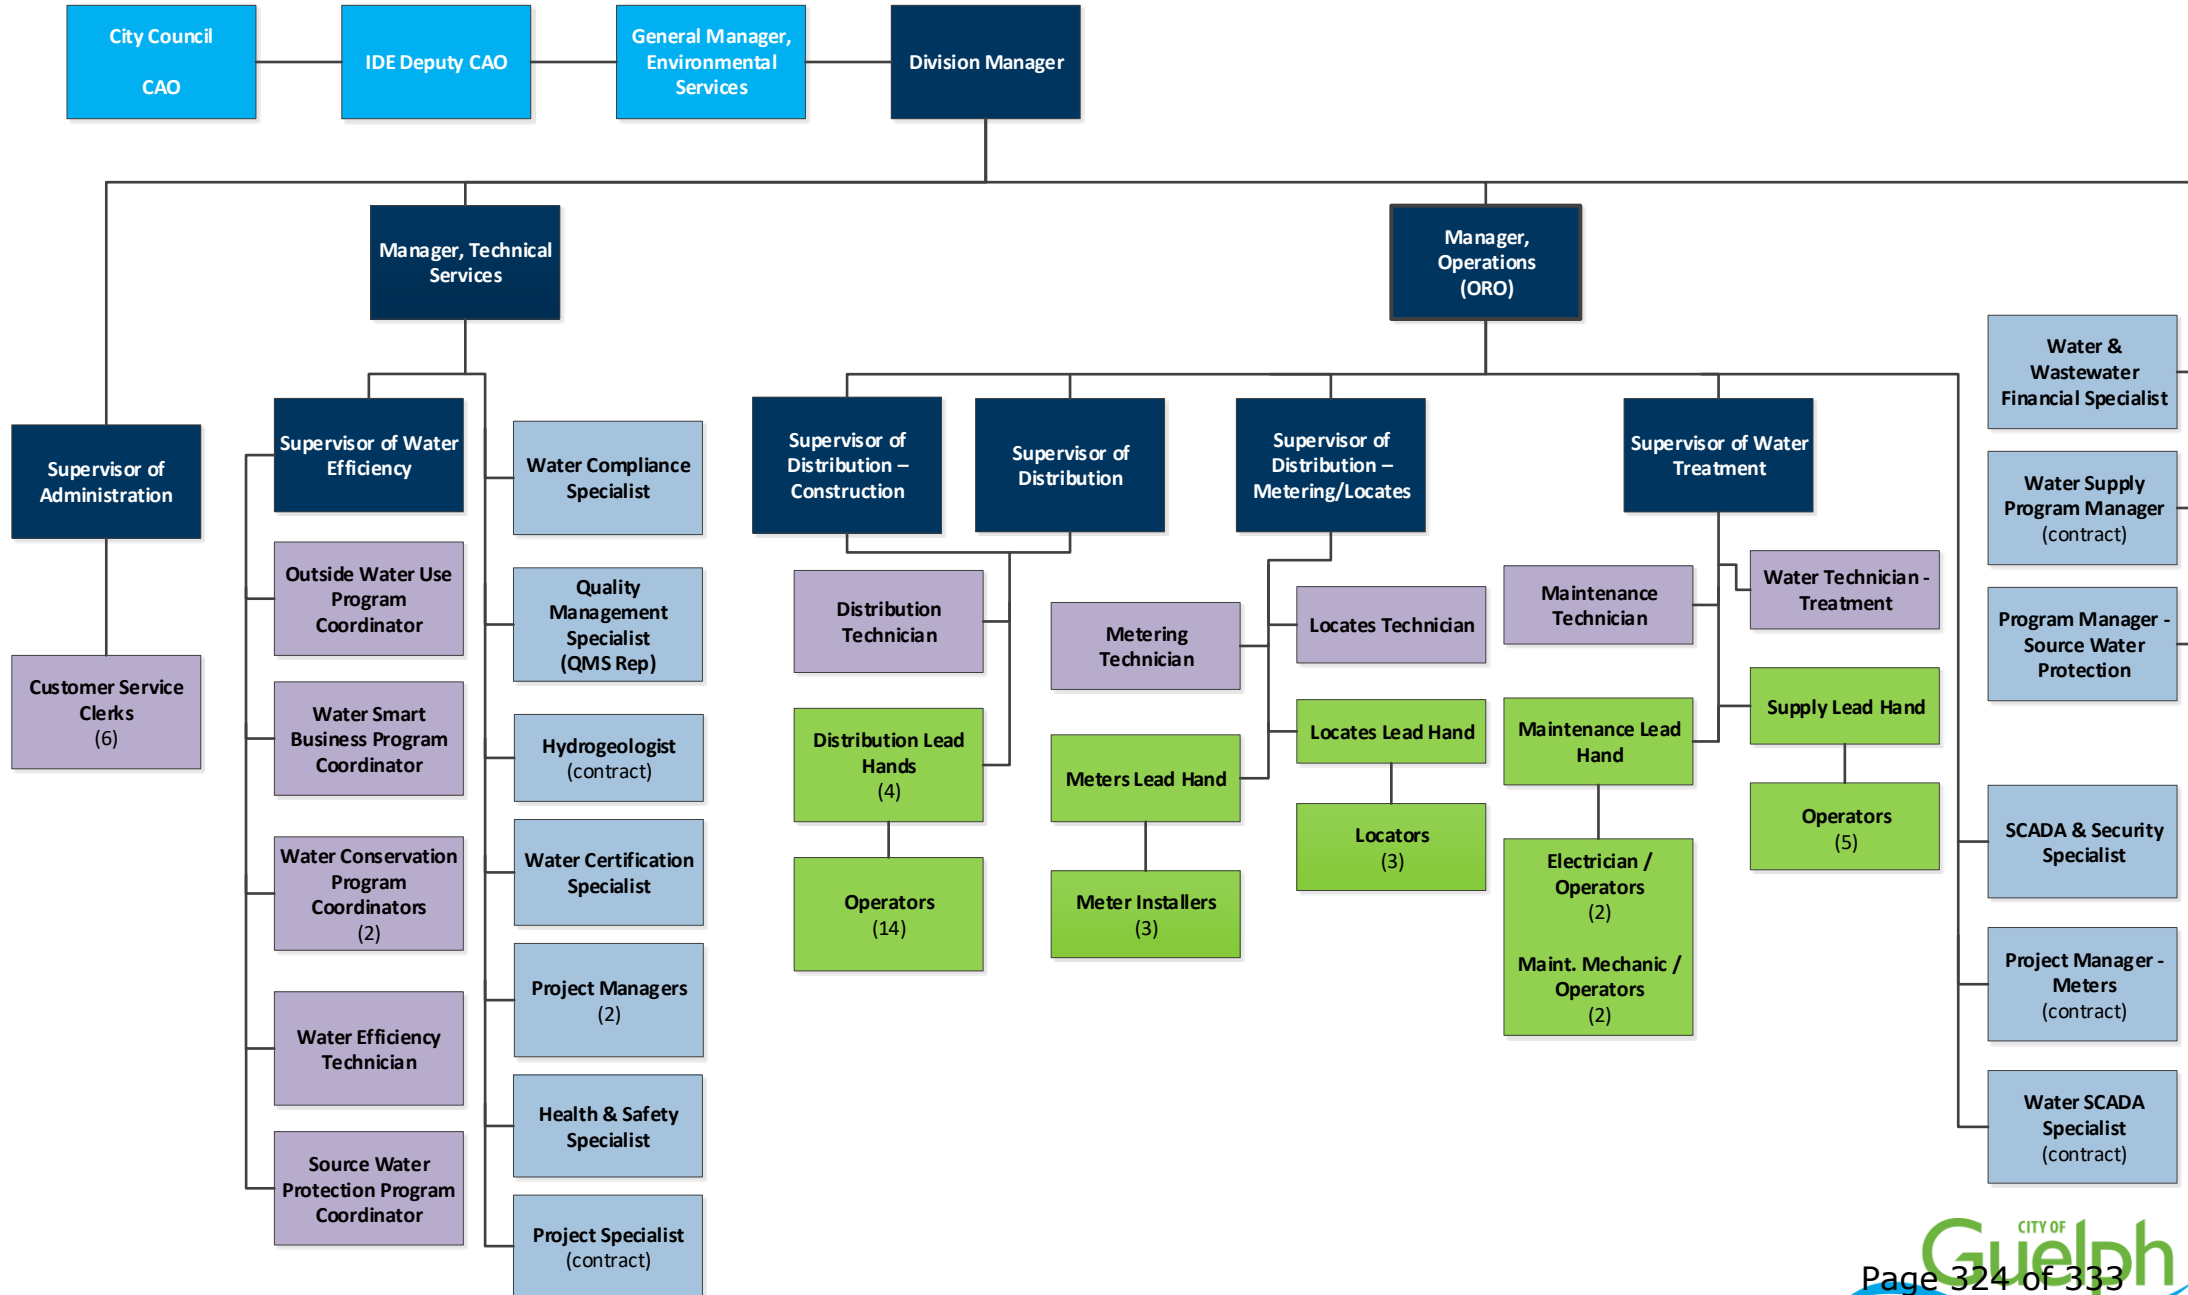 City Council
CAO
IDE Deputy CAO
General Manager,
Environmental
Services
Division Manager
Manager, Technical
Services
Manager,
Operations
(ORO)
Supervisor of
Administration
Customer Service
Clerks
(6)
Supervisor of Water
Efficiency
Outside Water Use
Program
Coordinator
Water Smart
Business Program
Coordinator
Water Conservation
Program
Coordinators
(2)
Water Efficiency
Technician
Source Water
Protection Program
Coordinator
Water Compliance
Specialist
Quality
Management
Specialist
(QMS Rep)
Hydrogeologist
(contract)
Water Certification
Specialist
Project Managers
(2)
Health & Safety
Specialist
Project Specialist
(contract)
Supervisor of
Distribution –
Construction
Supervisor of
Distribution
Distribution
Technician
Distribution Lead
Hands
(4)
Operators
(14)
Supervisor of
Distribution –
Metering/Locates
Metering
Technician
Meters Lead Hand
Meter Installers
(3)
Locates Technician
Locates Lead Hand
Locators
(3)
Supervisor of Water
Treatment
Maintenance
Technician
Maintenance Lead
Hand
Electrician /
Operators
(2)
Maint. Mechanic /
Operators
(2)
Water Technician -
Treatment
Supply Lead Hand
Operators
(5)
Water &
Wastewater
Financial Specialist
Water Supply
Program Manager
(contract)
Program Manager -
Source Water
Protection
SCADA & Security
Specialist
Project Manager -
Meters
(contract)
Water SCADA
Specialist
(contract)
CITY OF
Guelph
Page 324 of 333